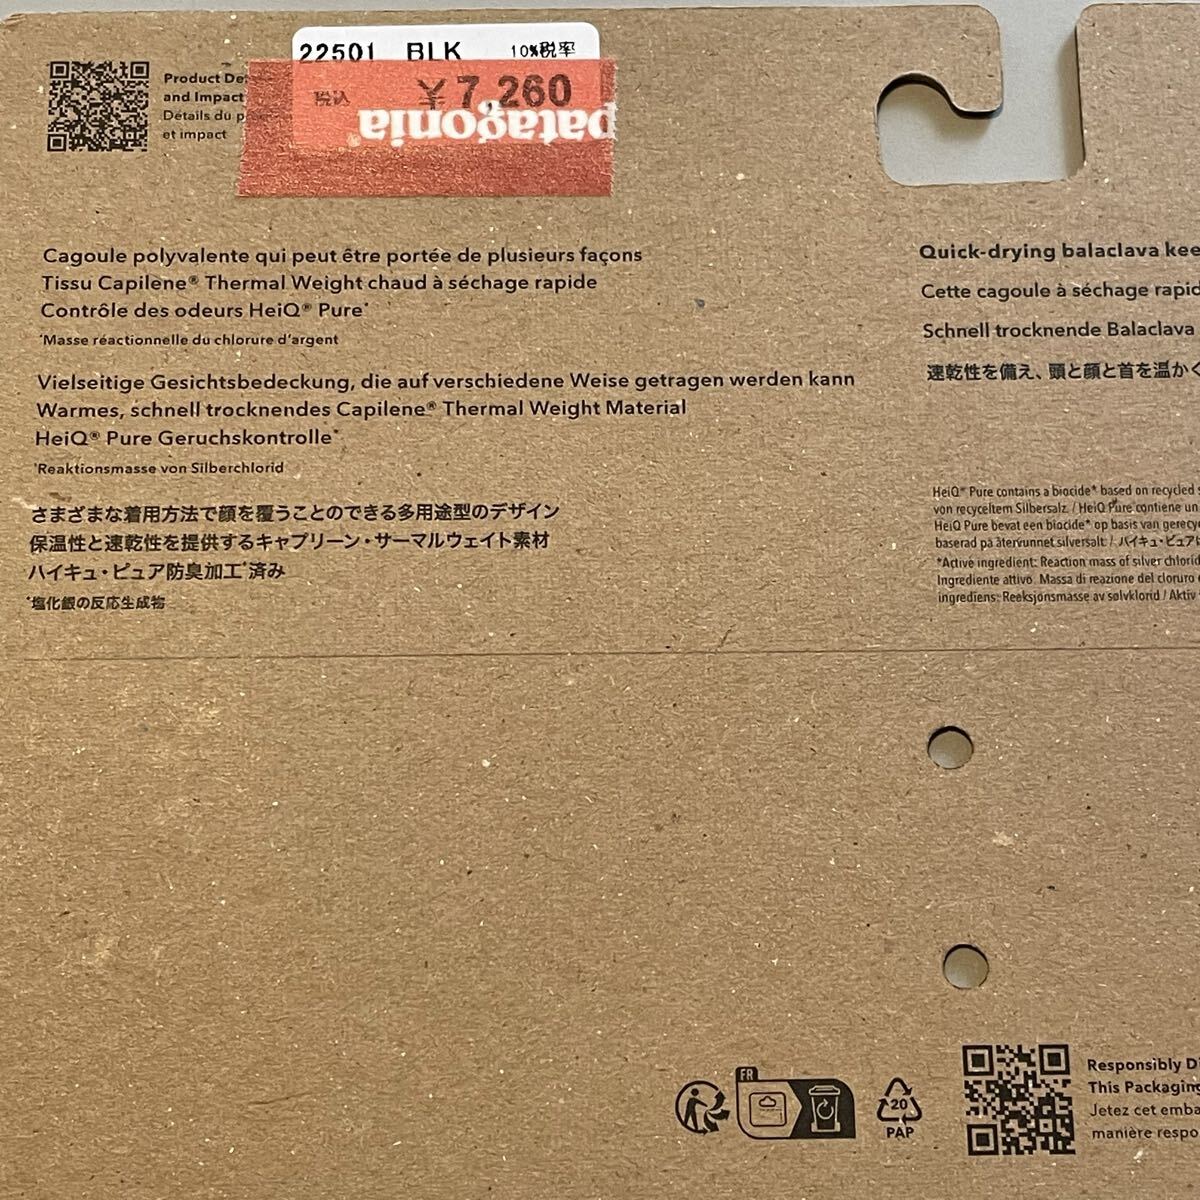 22501 BLK 10%税率
税込 ¥7,260
patagonia®
Product De
and Impact
Détails du p
et impact
Cagoule polyvalente qui peut être portée de plusieurs façons
Tissu Capilene® Thermal Weight chaud à séchage rapide
Contrôle des odeurs HeiQ® Pure*
*Masse réactionnelle du chlorure d'argent
Vielseitige Gesichtsbedeckung, die auf verschiedene Weise getragen werden kann
Warmes, schnell trocknendes Capilene® Thermal Weight Material
HeiQ® Pure Geruchskontrolle*
*Reaktionsmasse von Silberchlorid
さまざまな着用方法で顔を覆うことのできる多用途型のデザイン
保温性と速乾性を提供するキャプリーン・サーマルウェイト素材
ハイキュ・ピュア防臭加工*済み
*塩化銀の反応生成物
Quick-drying balaclava kee
Cette cagoule à séchage rapid
Schnell trocknende Balaclava
速乾性を備え、頭と顔と首を温かく
HeiQ® Pure contains a biocide* based on recycled s
von recyceltem Silbersalz. / HeiQ Pure contiene un
HeiQ Pure bevat een biocide* op basis van gerecy
baserad på återvunnet silversalt / ハイキュ・ピュアに
*Active ingredient: Reaction mass of silver chlorid
Ingrediente attivo. Massa di reazione del cloruro
ingrediens: Reeksjonsmasse av sølvklorid / Aktiv
FR
20
PAP
Responsibly Di
This Packaging
Jetez cet emba
manière respo